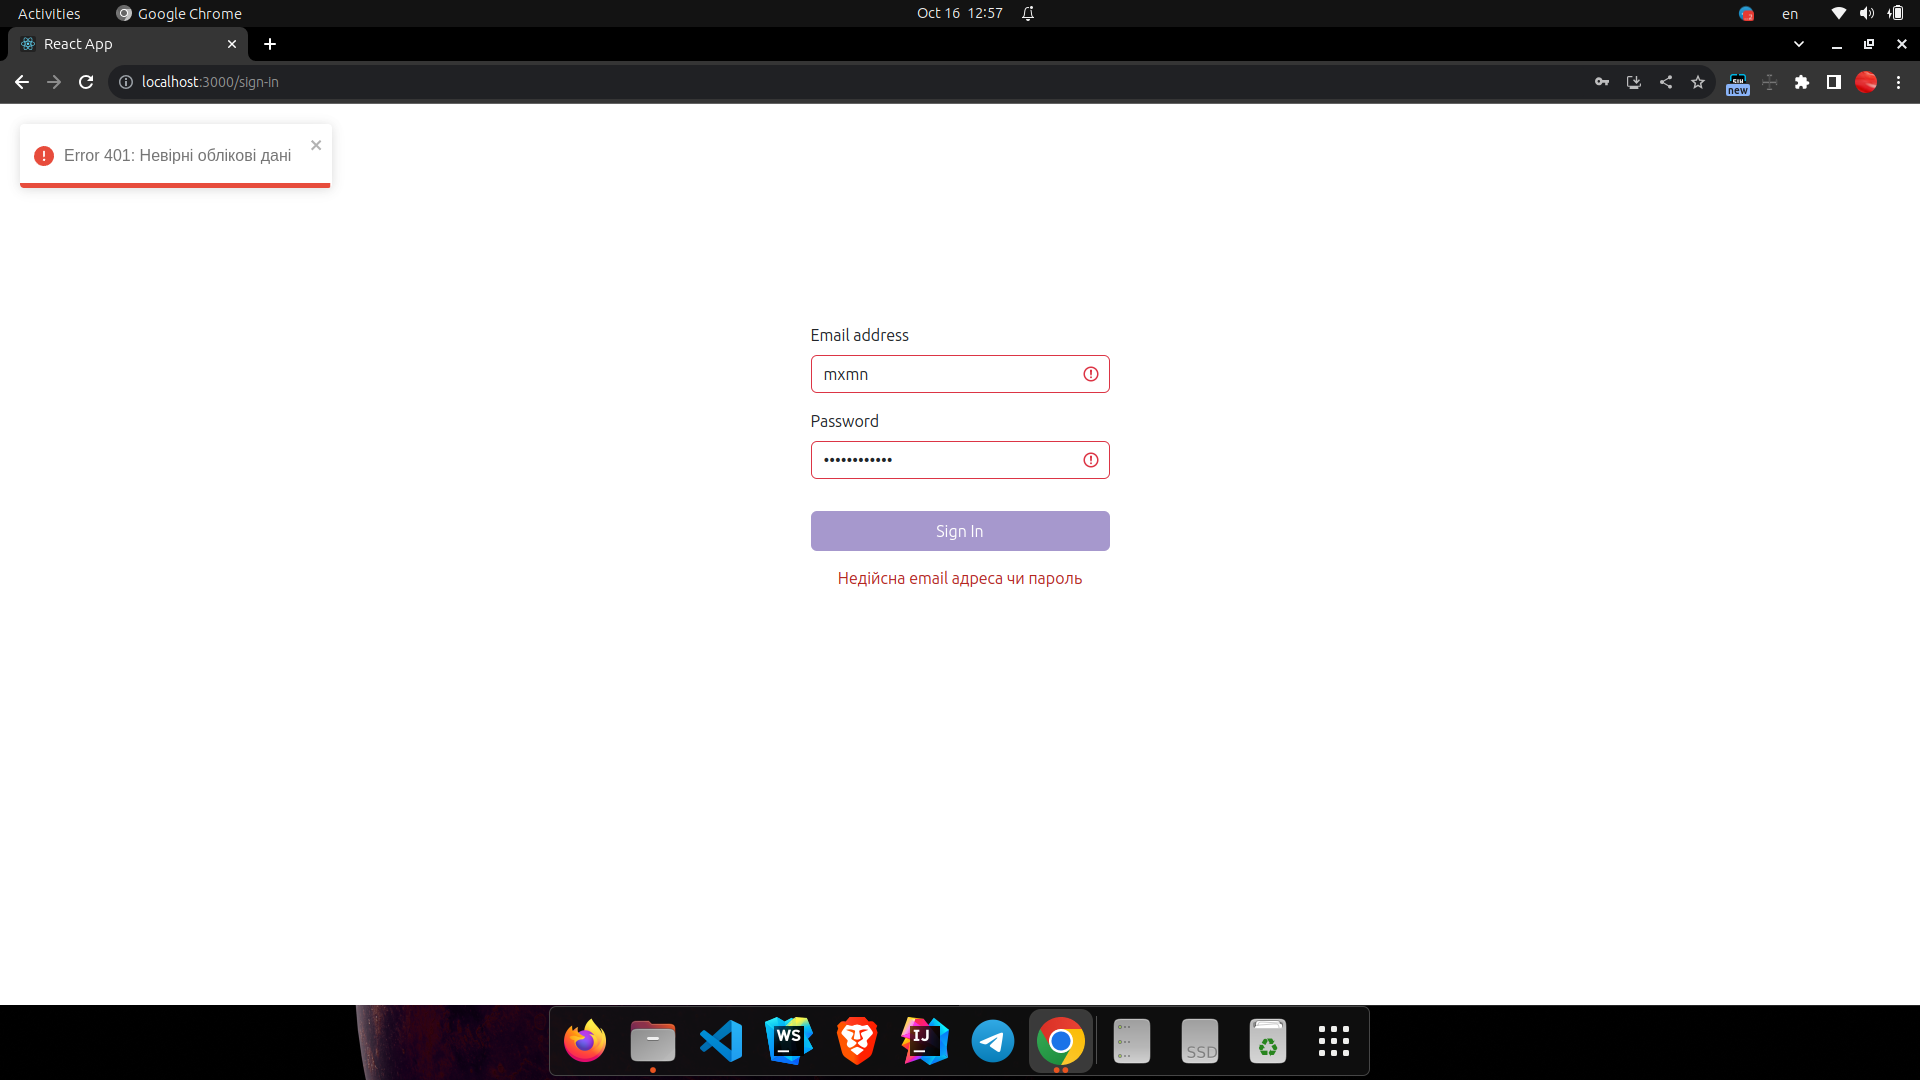 Activities
Google Chrome
Oct 16 12:57
en
React App
localhost:3000/sign-in
new
Error 401: Невірні облікові дані
Email address
mxmn
Password
••••••••••••
Sign In
Недійсна email адреса чи пароль
WS
IJ
SSD